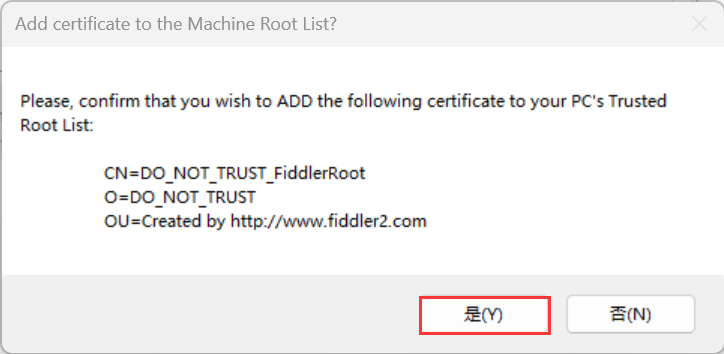 Add certificate to the Machine Root List?
Please, confirm that you wish to ADD the following certificate to your PC's Trusted
Root List:
CN=DO_NOT_TRUST_FiddlerRoot
O=DO_NOT_TRUST
OU=Created by http://www.fiddler2.com
是(Y)
否(N)